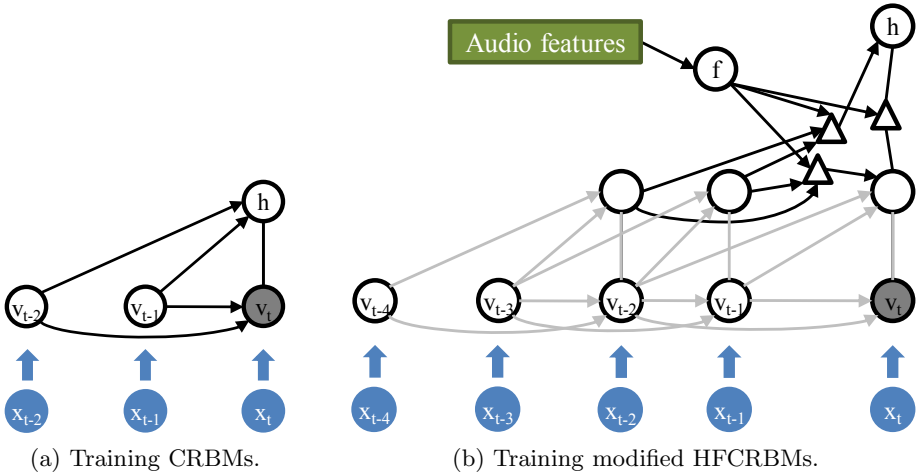 h
Audio features
f
h
v_{t-2}
v_{t-1}
v_t
v_{t-4}
v_{t-3}
v_{t-2}
v_{t-1}
v_t
x_{t-2}
x_{t-1}
x_t
x_{t-4}
x_{t-3}
x_{t-2}
x_{t-1}
x_t
(a) Training CRBMs.
(b) Training modified HFCRBMs.